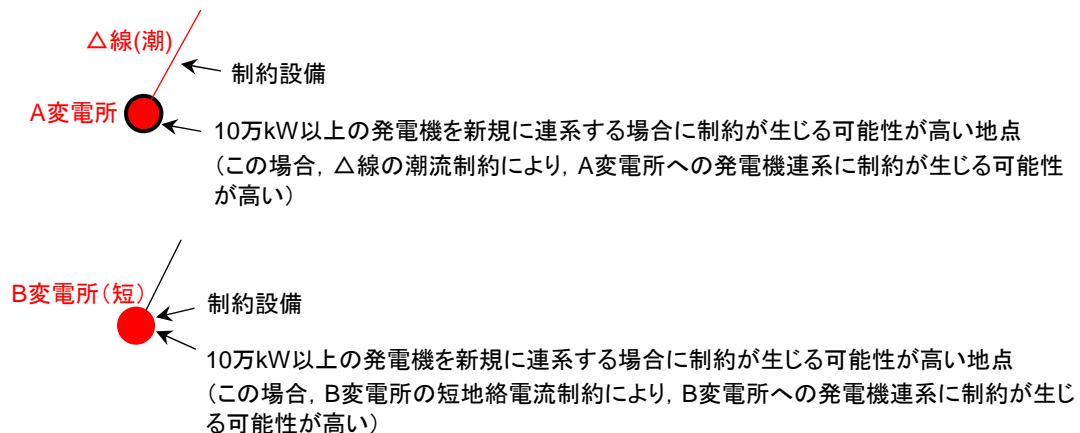 △線(潮)
制約設備
A変電所
10万kW以上の発電機を新規に連系する場合に制約が生じる可能性が高い地点
(この場合, △線の潮流制約により, A変電所への発電機連系に制約が生じる可能性
が高い)
B変電所(短)
制約設備
10万kW以上の発電機を新規に連系する場合に制約が生じる可能性が高い地点
(この場合, B変電所の短地絡電流制約により, B変電所への発電機連系に制約が生じ
る可能性が高い)